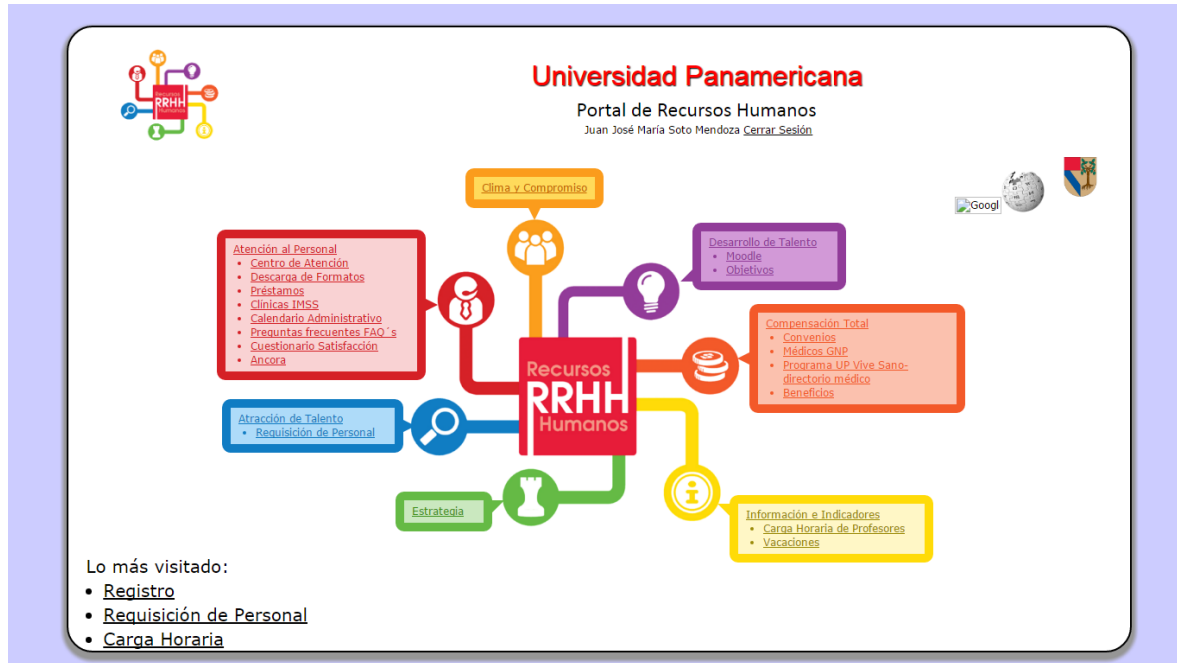 Recursos
RRHH
Humanos
Universidad Panamericana
Portal de Recursos Humanos
Juan José María Soto Mendoza Cerrar Sesión
Googl
Clima y Compromiso
Atención al Personal
Centro de Atención
Descarga de Formatos
Préstamos
Clínicas IMSS
Calendario Administrativo
Preguntas frecuentes FAQ´s
Cuestionario Satisfacción
Ancora
Desarrollo de Talento
Moodle
Objetivos
Compensación Total
Convenios
Médicos GNP
Programa UP Vive Sano-
directorio médico
Beneficios
Recursos
RRHH
Humanos
Atracción de Talento
Requisición de Personal
Estrategia
Información e Indicadores
Carga Horaria de Profesores
Vacaciones
Lo más visitado:
Registro
Requisición de Personal
Carga Horaria